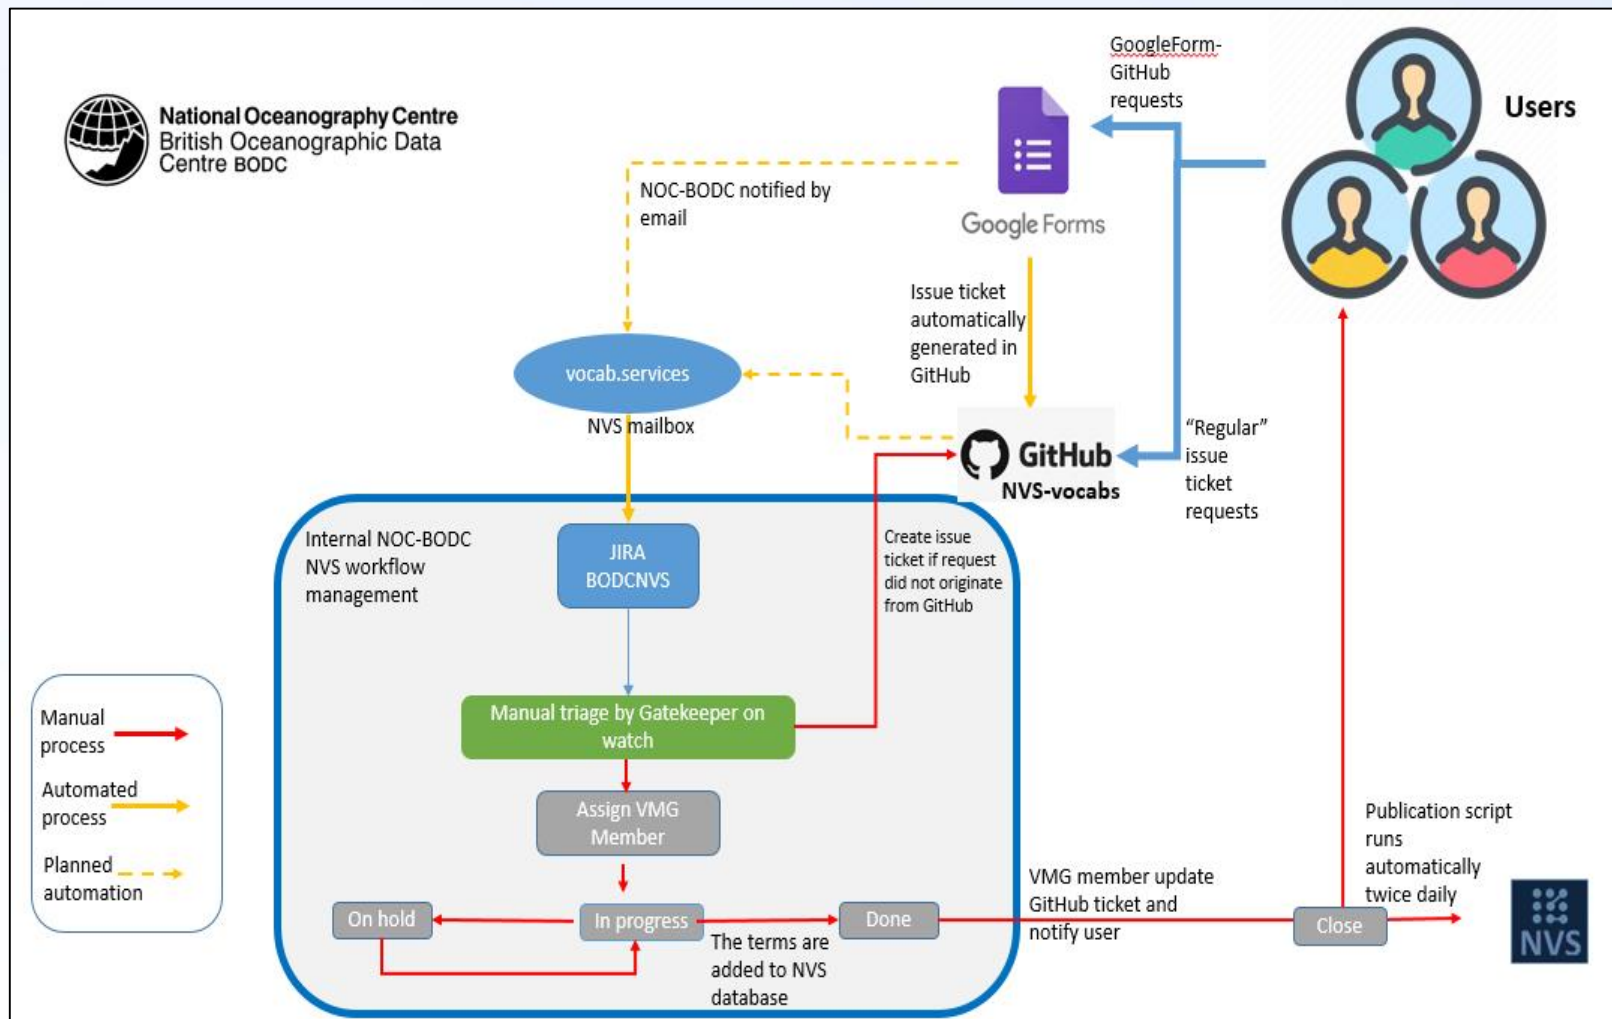 National Oceanography Centre
British Oceanographic Data
Centre BODC
GoogleForm-
GitHub
requests
Users
NOC-BODC notified by
email
Google Forms
Issue ticket
automatically
generated in
GitHub
vocab.services
NVS mailbox
GitHub
NVS-vocabs
“Regular”
issue
ticket
requests
Internal NOC-BODC
NVS workflow
management
JIRA
BODCNVS
Create issue
ticket if request
did not originate
from GitHub
Manual triage by Gatekeeper on
watch
Assign VMG
Member
On hold
In progress
Done
The terms are
added to NVS
database
VMG member update
GitHub ticket and
notify user
Close
Publication script
runs
automatically
twice daily
NVS
Manual
process
Automated
process
Planned
automation